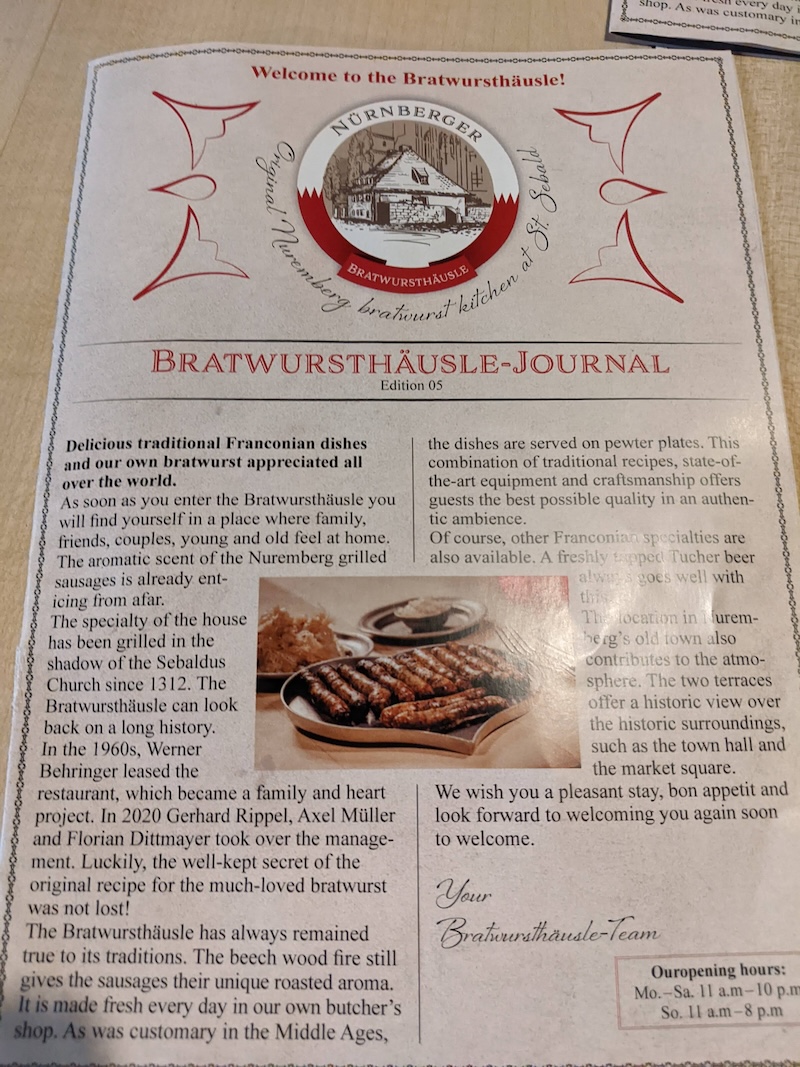 fresh every day i
shop. As was customary in
Welcome to the Bratwursthäusle!
NÜRNBERGER
BRATWURSTHÄUSLE
Original Nuremberg bratwurst kitchen at St. Sebald
BRATWURSTHÄUSLE-JOURNAL
Edition 05
Delicious traditional Franconian dishes
and our own bratwurst appreciated all
over the world.
As soon as you enter the Bratwursthäusle you
will find yourself in a place where family,
friends, couples, young and old feel at home.
The aromatic scent of the Nuremberg grilled
sausages is already ent-
icing from afar.
The specialty of the house
has been grilled in the
shadow of the Sebaldus
Church since 1312. The
Bratwursthäusle can look
back on a long history.
In the 1960s, Werner
Behringer leased the
restaurant, which became a family and heart
project. In 2020 Gerhard Rippel, Axel Müller
and Florian Dittmayer took over the manage-
ment. Luckily, the well-kept secret of the
original recipe for the much-loved bratwurst
was not lost!
The Bratwursthäusle has always remained
true to its traditions. The beech wood fire still
gives the sausages their unique roasted aroma.
It is made fresh every day in our own butcher's
shop. As was customary in the Middle Ages,
the dishes are served on pewter plates. This
combination of traditional recipes, state-of-
the-art equipment and craftsmanship offers
guests the best possible quality in an authen-
tic ambience.
Of course, other Franconian specialties are
also available. A freshly tapped Tucher beer
always goes well with
this.
The location in Nurem-
berg's old town also
contributes to the atmo-
sphere. The two terraces
offer a historic view over
the historic surroundings,
such as the town hall and
the market square.
We wish you a pleasant stay, bon appetit and
look forward to welcoming you again soon
to welcome.
Your
Bratwursthäusle-Team
Ouropening hours:
Mo.–Sa. 11 a.m–10 p.m
So. 11 a.m–8 p.m